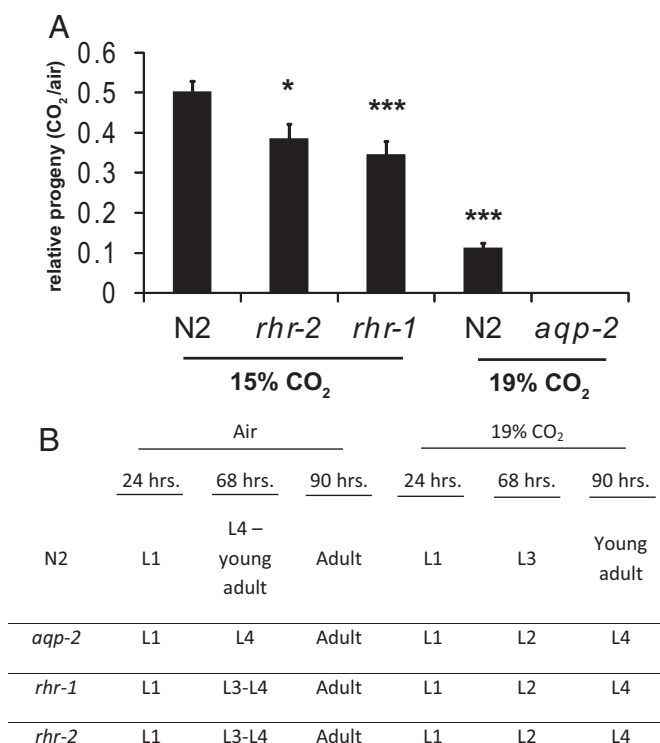 A
relative progeny (CO2/air)
0.6
0.5
0.4
0.3
0.2
0.1
0
*
***
***
N2 rhr-2 rhr-1 N2 aqp-2
15% CO2 19% CO2
B
Air 19% CO2
24 hrs. 68 hrs. 90 hrs. 24 hrs. 68 hrs. 90 hrs.
N2 L1 L4 – young adult Adult L1 L3 Young adult
aqp-2 L1 L4 Adult L1 L2 L4
rhr-1 L1 L3-L4 Adult L1 L2 L4
rhr-2 L1 L3-L4 Adult L1 L2 L4